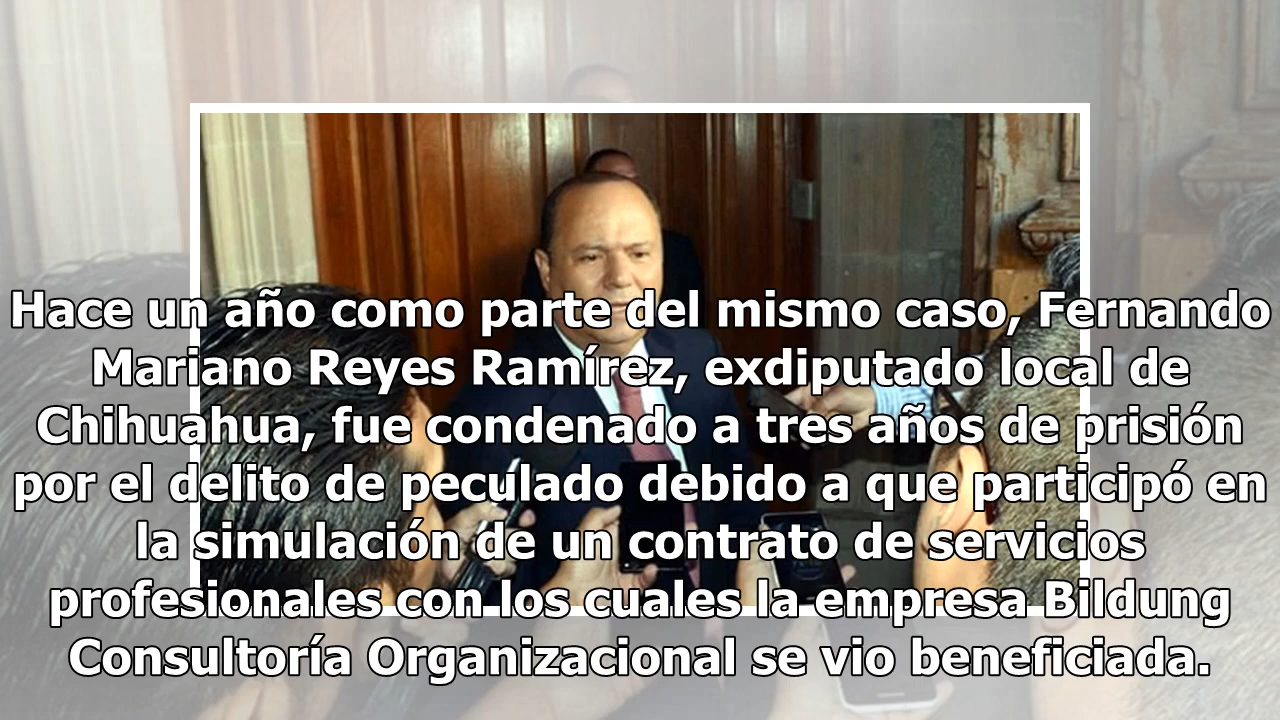 Hace un año como parte del mismo caso, Fernando
Mariano Reyes Ramírez, exdiputado local de
Chihuahua, fue condenado a tres años de prisión
por el delito de peculado debido a que participó en
la simulación de un contrato de servicios
profesionales con los cuales la empresa Bildung
Consultoría Organizacional se vio beneficiada.